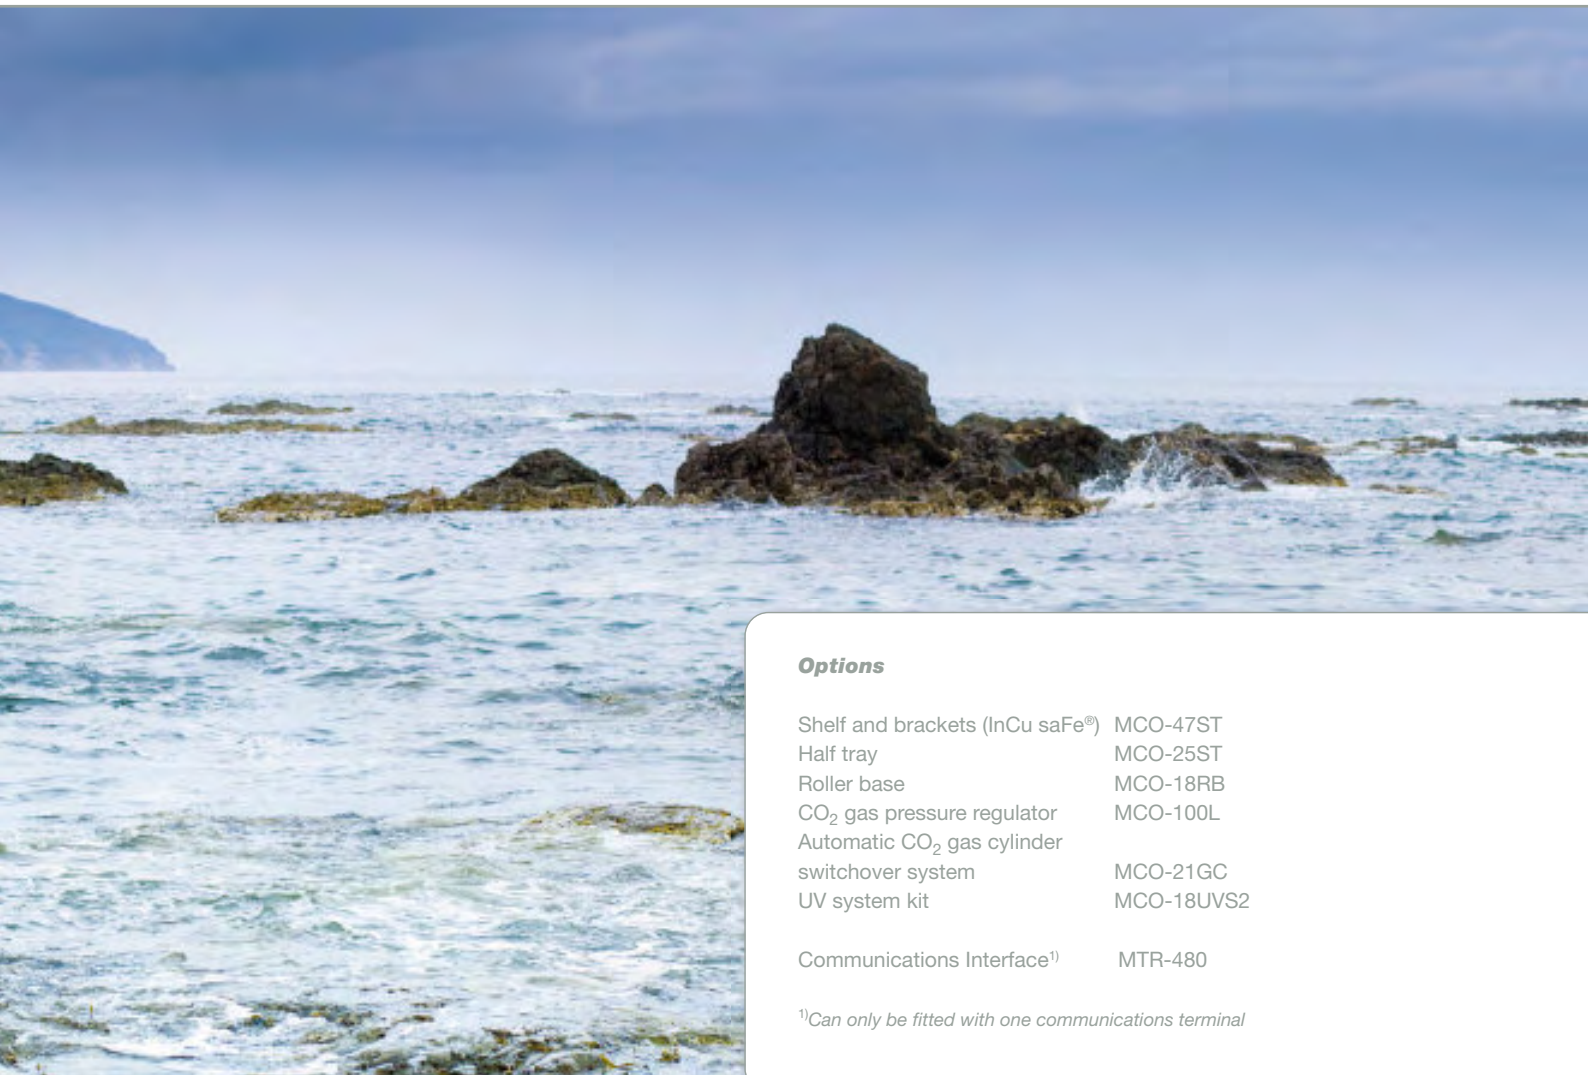 Options
Shelf and brackets (InCu saFe®) MCO-47ST
Half tray MCO-25ST
Roller base MCO-18RB
CO₂ gas pressure regulator MCO-100L
Automatic CO₂ gas cylinder
switchover system MCO-21GC
UV system kit MCO-18UVS2
Communications Interface¹⁾ MTR-480
¹⁾Can only be fitted with one communications terminal